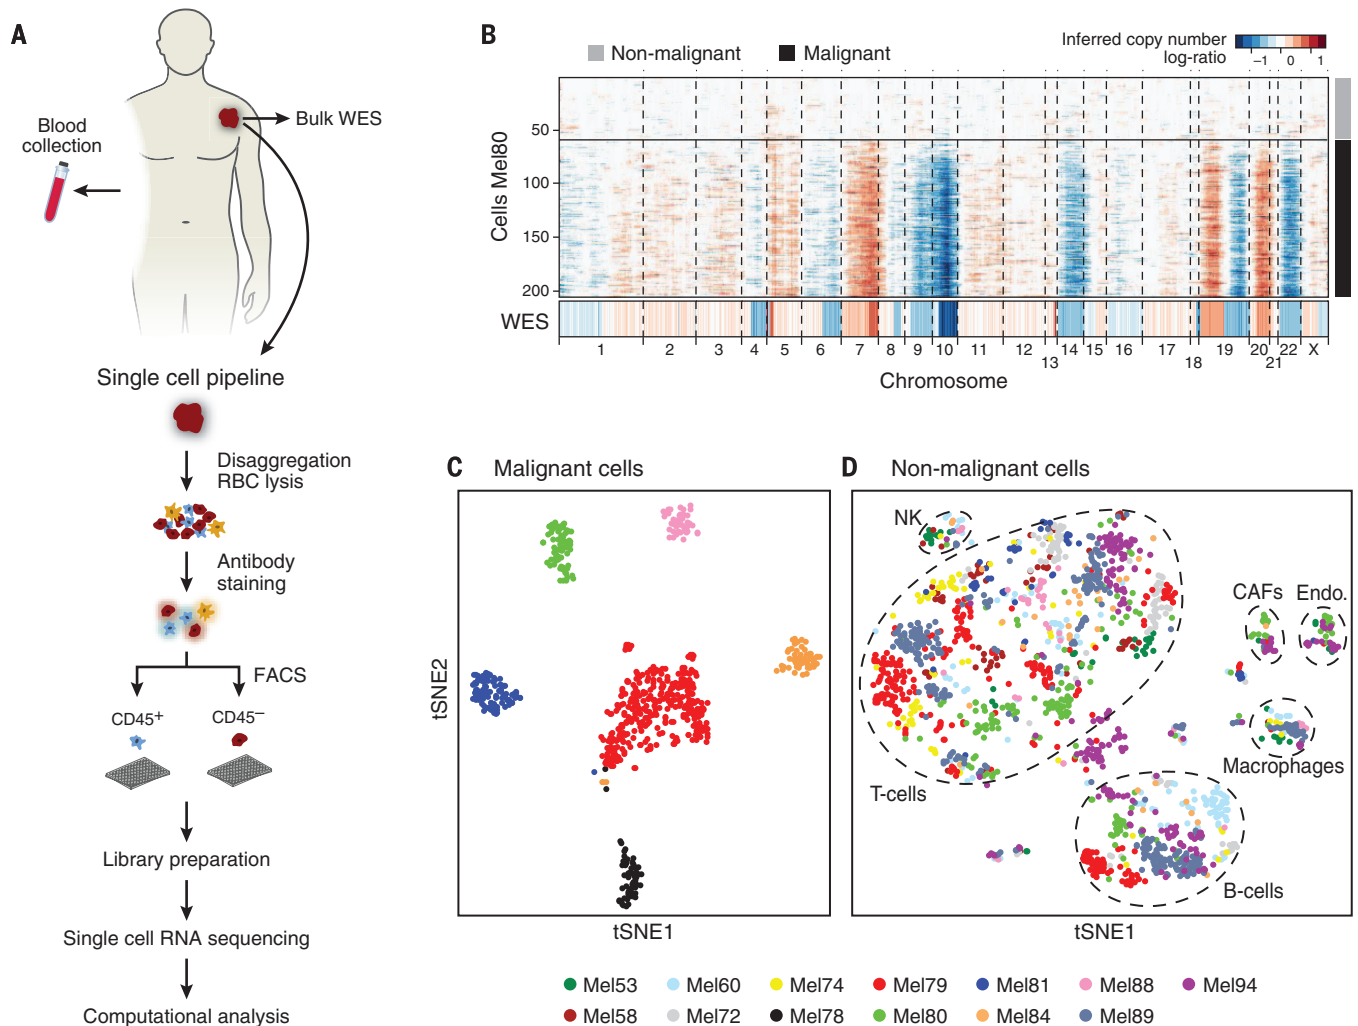 A
Blood
collection
Bulk WES
Single cell pipeline
Disaggregation
RBC lysis
Antibody
staining
FACS
CD45+
CD45–
Library preparation
Single cell RNA sequencing
Computational analysis
B
Non-malignant
Malignant
Inferred copy number
log-ratio
–1 0 1
Cells Mel80
50
100
150
200
WES
1 2 3 4 5 6 7 8 9 10 11 12 13 14 15 16 17 18 19 20 21 22 X
Chromosome
C Malignant cells
tSNE2
tSNE1
D Non-malignant cells
NK
CAFs
Endo.
T-cells
Macrophages
B-cells
tSNE1
Mel53 Mel60 Mel74 Mel79 Mel81 Mel88 Mel94
Mel58 Mel72 Mel78 Mel80 Mel84 Mel89